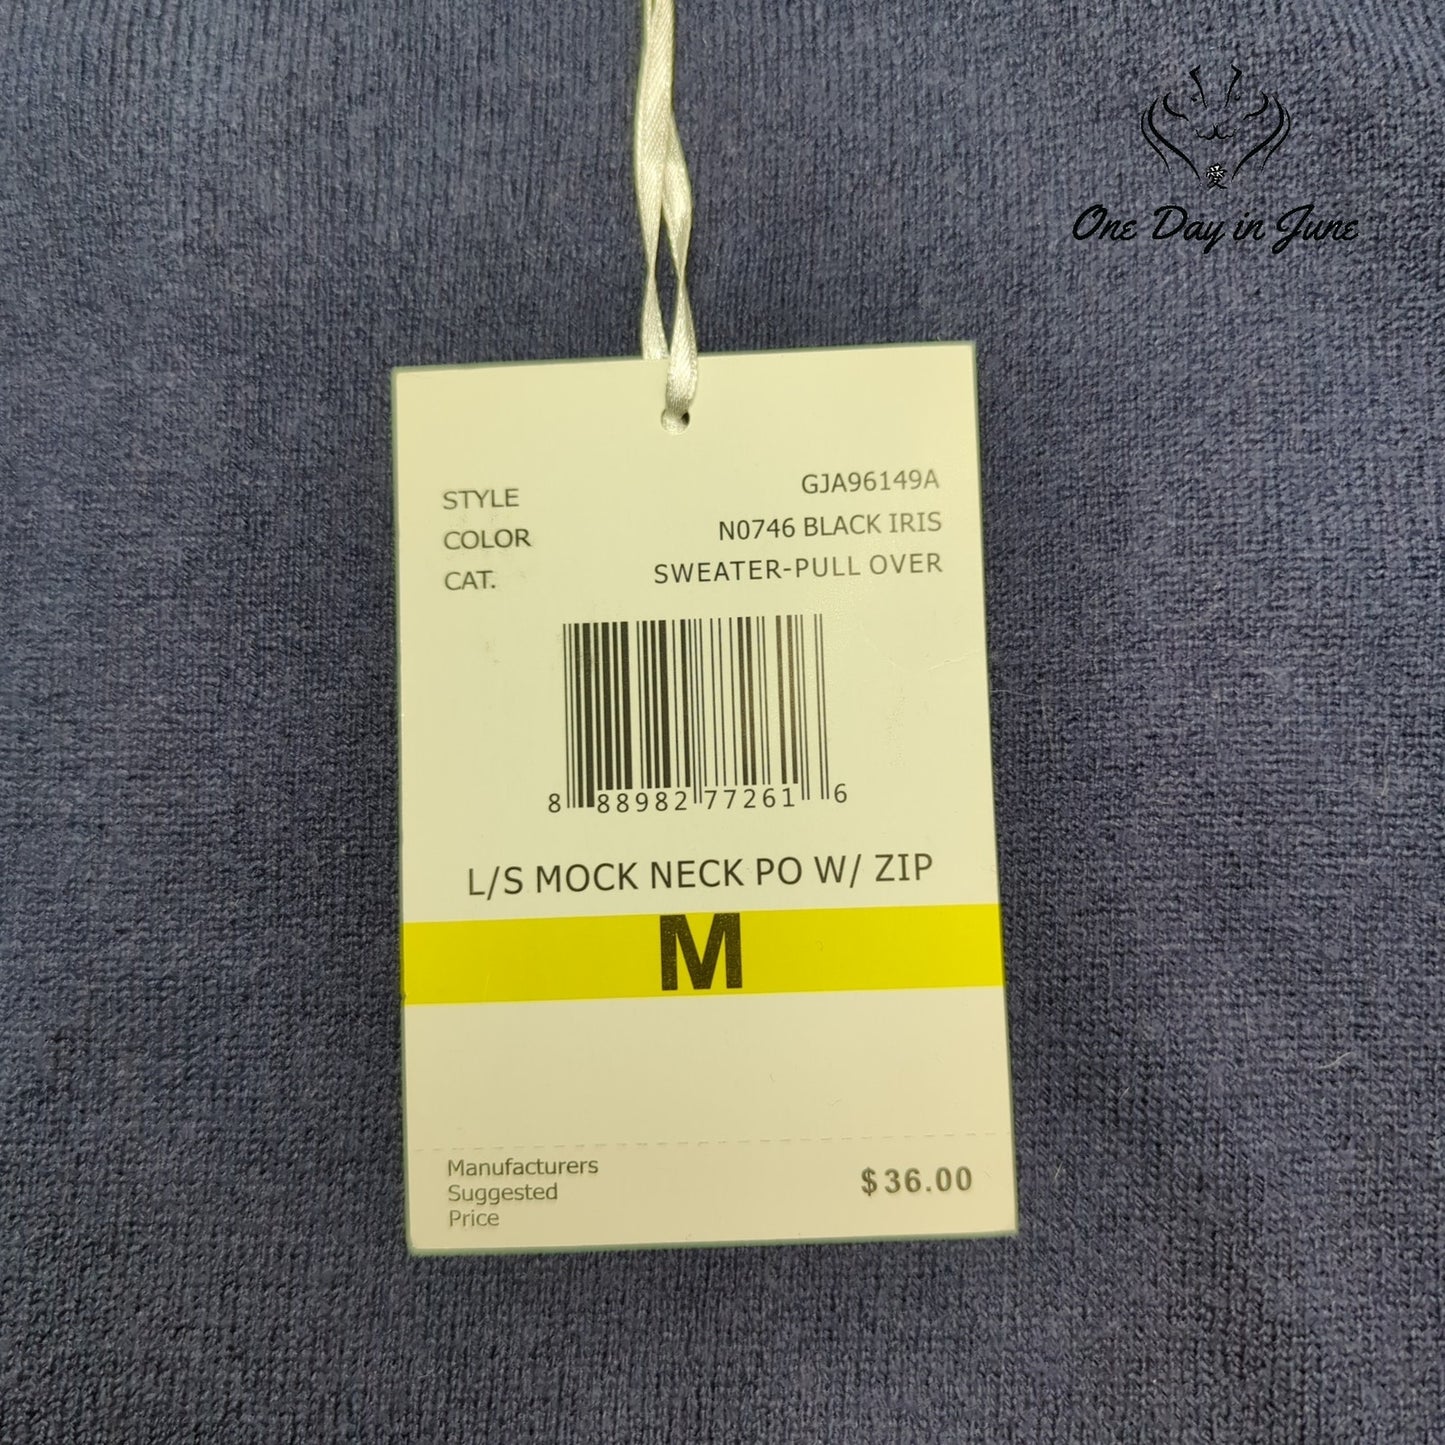 愛
One Day in June
STYLE GJA96149A
COLOR N0746 BLACK IRIS
CAT. SWEATER-PULL OVER
8 88982 77261 6
L/S MOCK NECK PO W/ ZIP
M
Manufacturers
Suggested
Price
$36.00